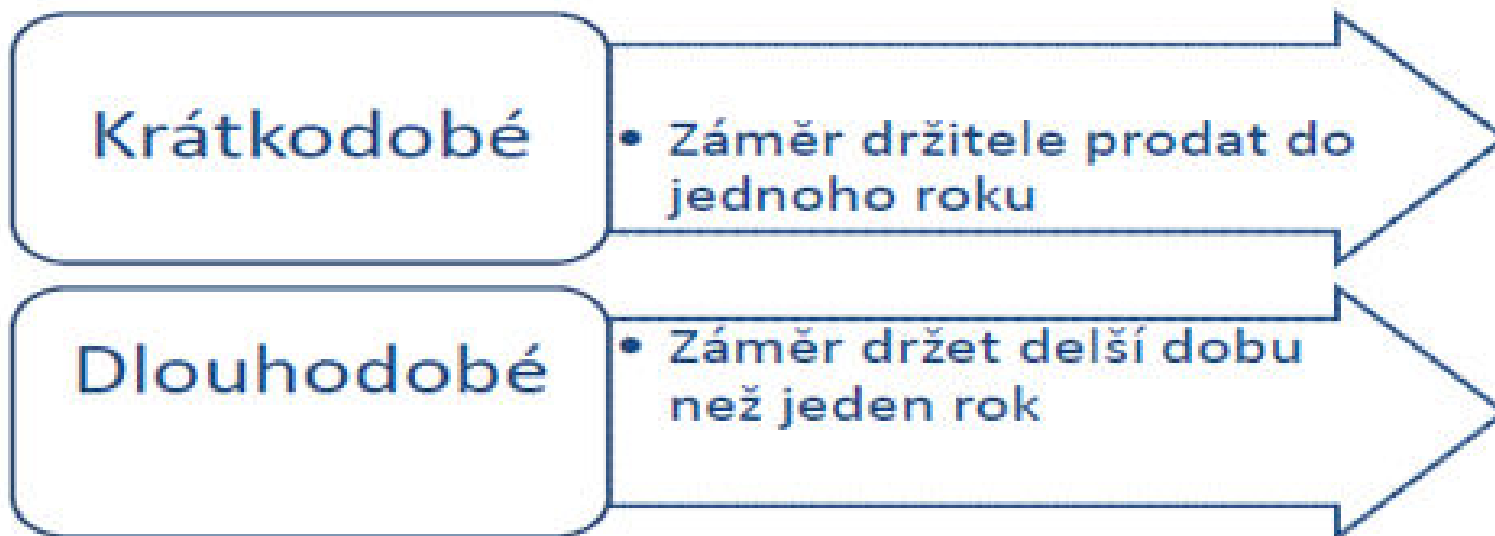 Krátkodobé
• Záměr držitele prodat do
jednoho roku
Dlouhodobé
• Záměr držet delší dobu
než jeden rok